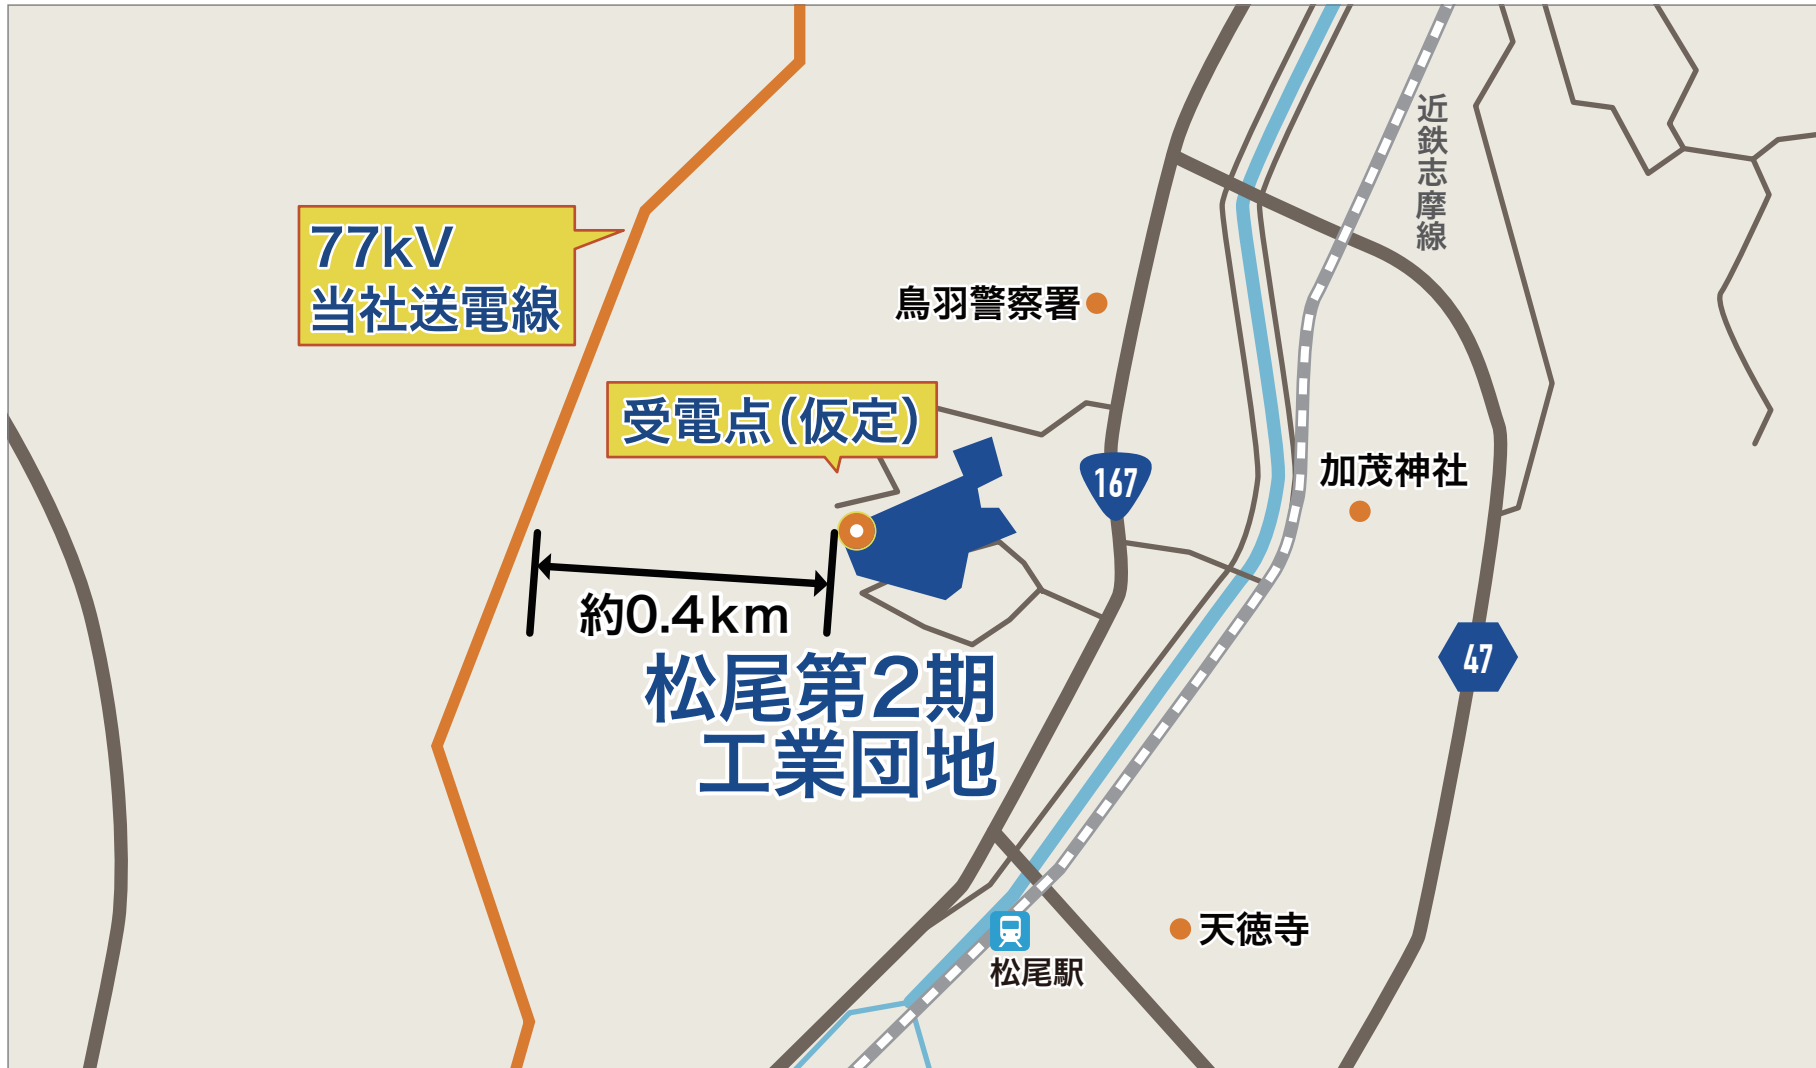 近鉄志摩線
77kV
当社送電線
鳥羽警察署
受電点(仮定)
167
加茂神社
約0.4km
松尾第2期
工業団地
47
天徳寺
松尾駅